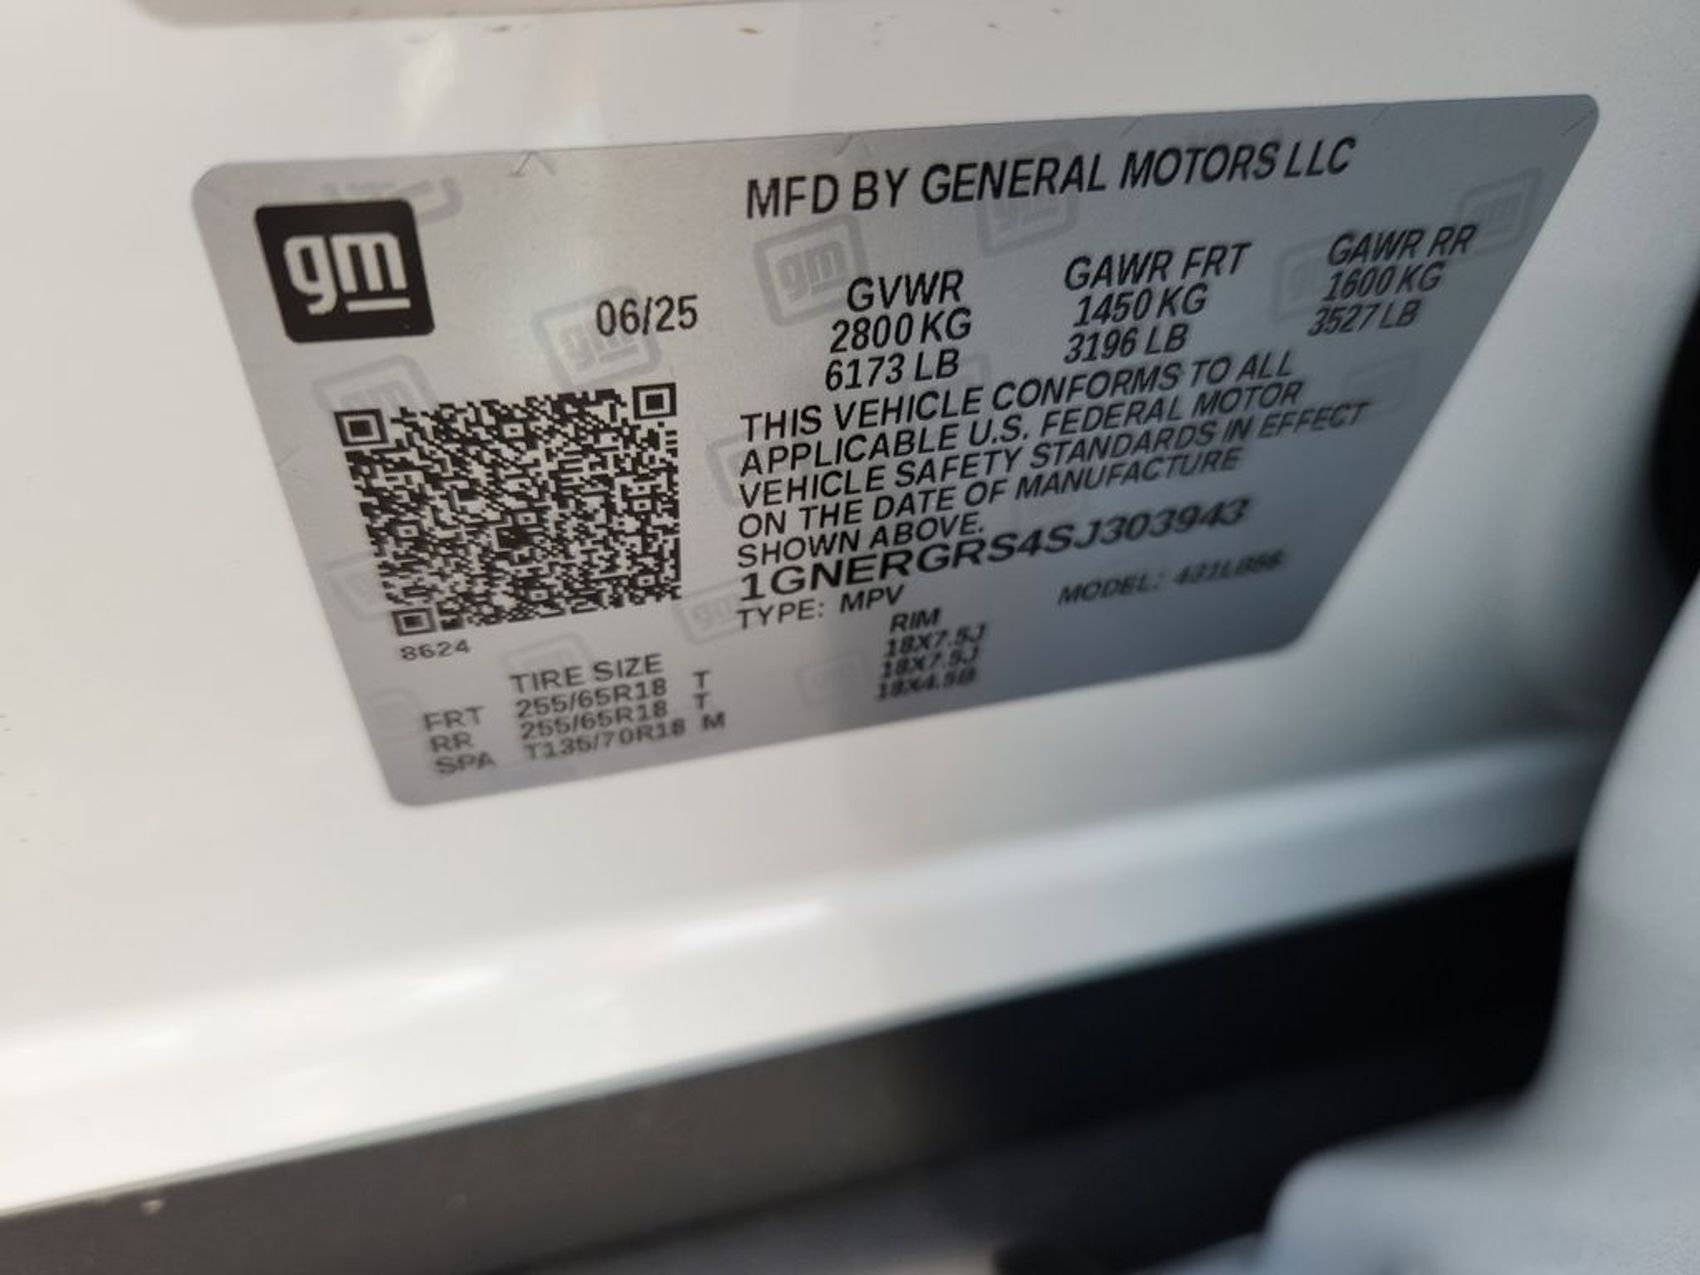 gm
MFD BY GENERAL MOTORS LLC
06/25
GVWR GAWR FRT GAWR RR
2800 KG 1450 KG 1600 KG
6173 LB 3196 LB 3527 LB
THIS VEHICLE CONFORMS TO ALL
APPLICABLE U.S. FEDERAL MOTOR
VEHICLE SAFETY STANDARDS IN EFFECT
ON THE DATE OF MANUFACTURE
SHOWN ABOVE.
1GNERGRS4SJ303943
TYPE: MPV MODEL:
8624
TIRE SIZE RIM
FRT 255/65R18 T 18X7.5J
RR 255/65R18 T 18X7.5J
SPA T135/70R18 M 18X4.5B